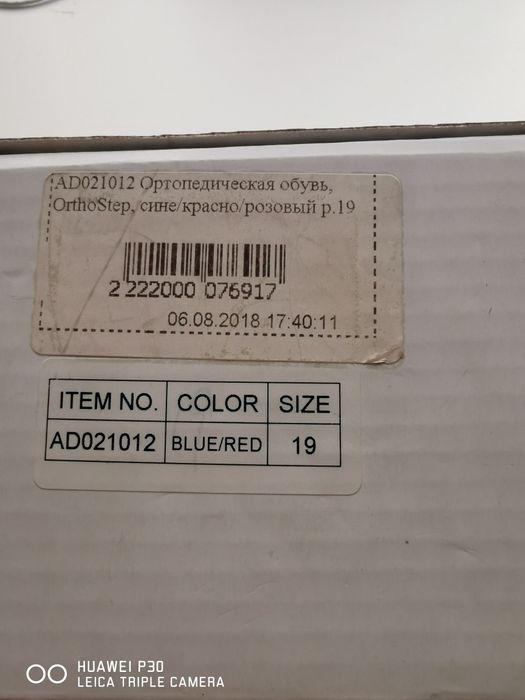 AD021012 Ортопедическая обувь,
OrthoStep, сине/красно/розовый р.19
2 222000 076917
06.08.2018 17:40:11
ITEM NO. COLOR SIZE
AD021012 BLUE/RED 19
HUAWEI P30
LEICA TRIPLE CAMERA